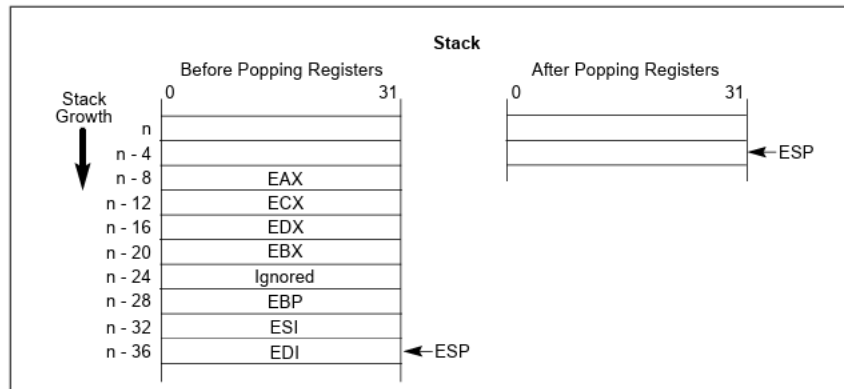 Stack
Before Popping Registers
After Popping Registers
0 31
0 31
Stack
Growth
n
n - 4
ESP
n - 8 EAX
n - 12 ECX
n - 16 EDX
n - 20 EBX
n - 24 Ignored
n - 28 EBP
n - 32 ESI
n - 36 EDI ESP